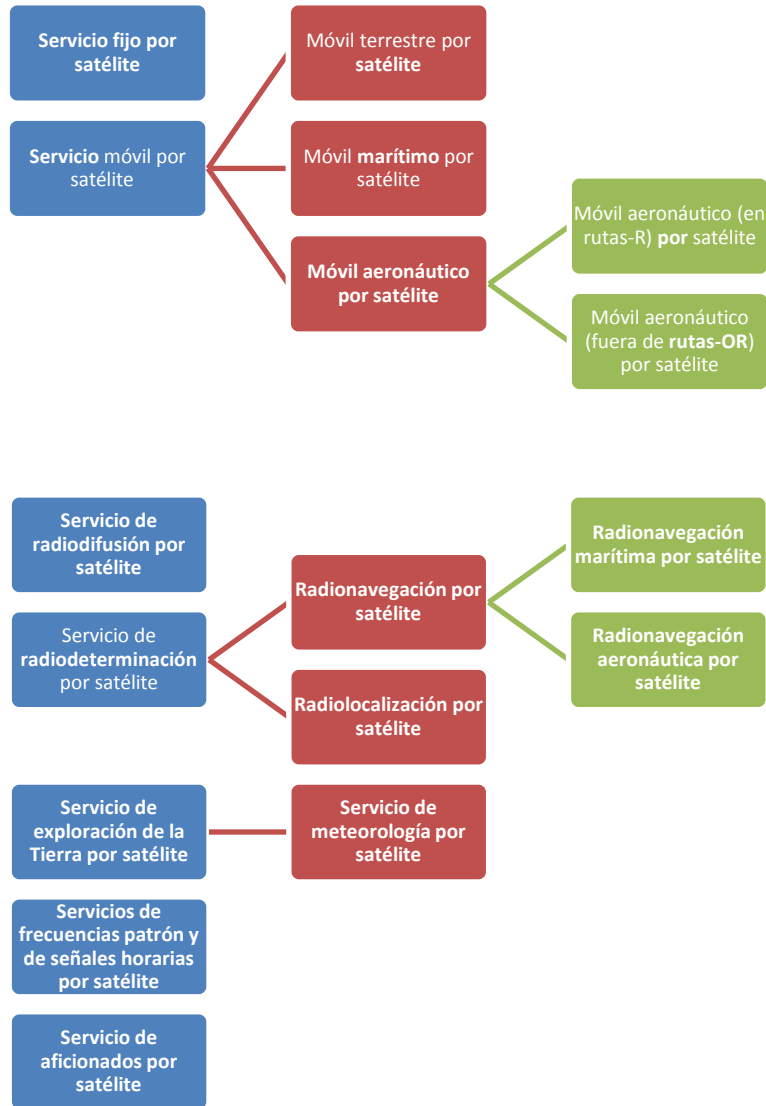 Servicio fijo por
satélite
Móvil terrestre por
satélite
Servicio móvil por
satélite
Móvil marítimo por
satélite
Móvil aeronáutico
por satélite
Móvil aeronáutico (en
rutas-R) por satélite
Móvil aeronáutico
(fuera de rutas-OR)
por satélite
Servicio de
radiodifusión por
satélite
Servicio de
radiodeterminación
por satélite
Radionavegación por
satélite
Radionavegación
marítima por satélite
Radionavegación
aeronáutica por
satélite
Radiolocalización por
satélite
Servicio de
exploración de la
Tierra por satélite
Servicio de
meteorología por
satélite
Servicios de
frecuencias patrón y
de señales horarias
por satélite
Servicio de
aficionados por
satélite